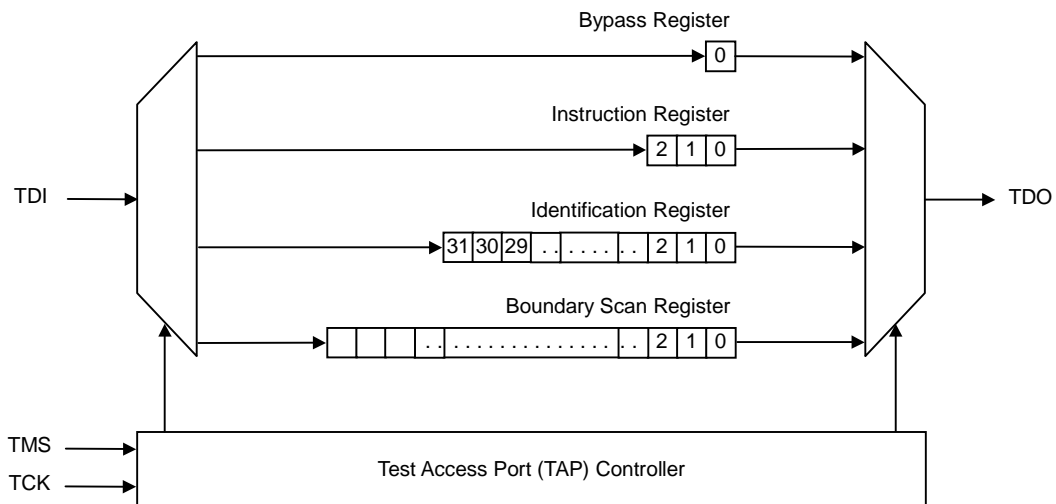 Bypass Register
0
Instruction Register
2 1 0
TDI
TDO
Identification Register
31 30 29 . . . . . . . . 2 1 0
Boundary Scan Register
. . . . . . . . . . . . . . . . . . 2 1 0
TMS
Test Access Port (TAP) Controller
TCK